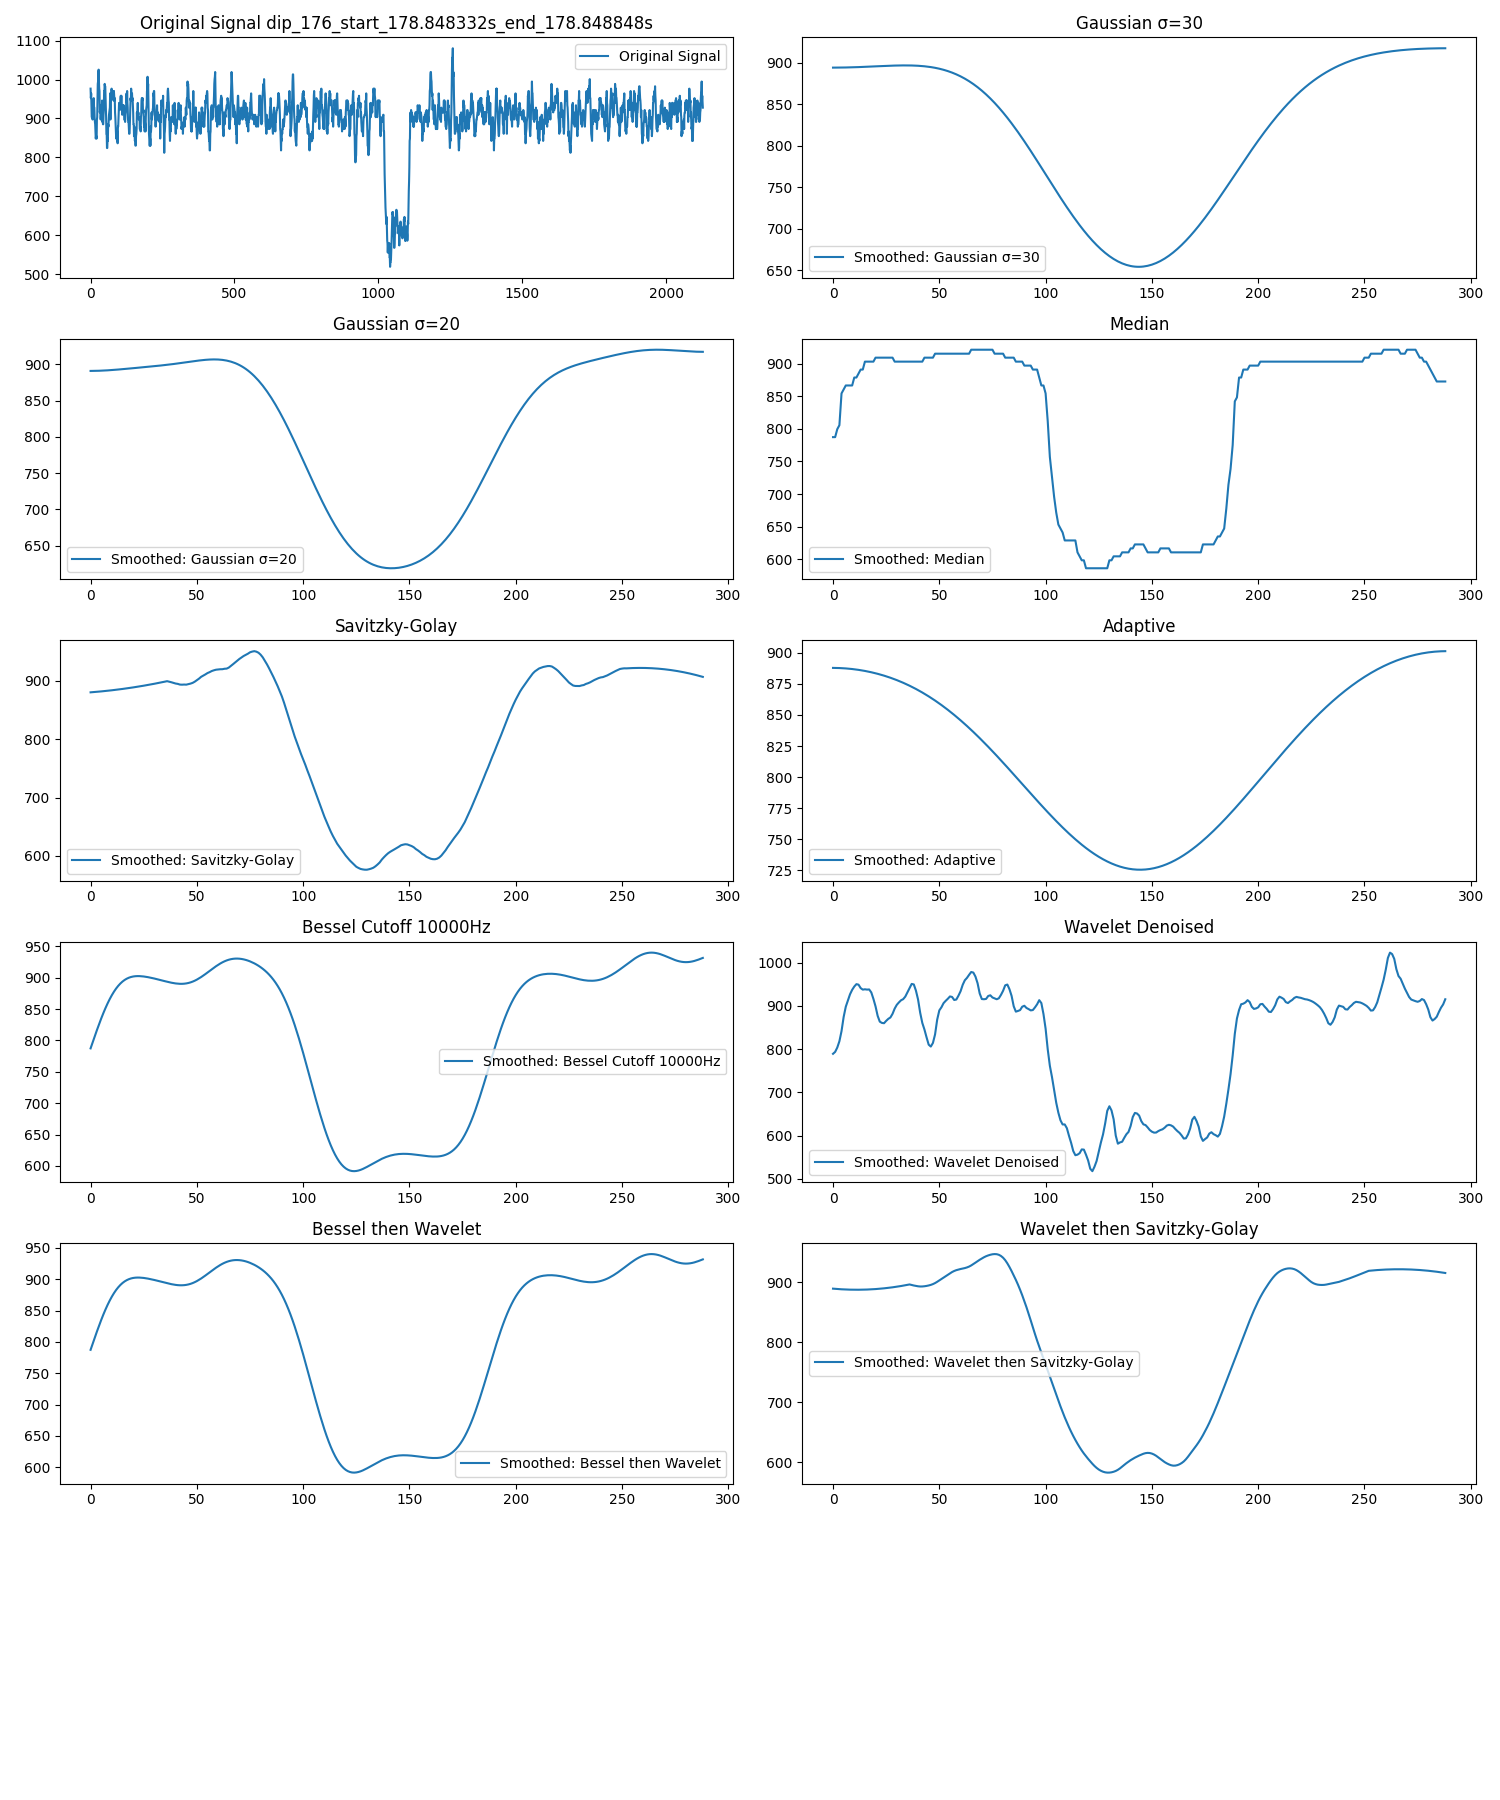 Original Signal dip_176_start_178.848332s_end_178.848848s
1100
1000
900
800
700
600
500
Original Signal
0 500 1000 1500 2000
Gaussian σ=30
900
850
800
750
700
650
Smoothed: Gaussian σ=30
0 50 100 150 200 250 300
Gaussian σ=20
900
850
800
750
700
650
Smoothed: Gaussian σ=20
0 50 100 150 200 250 300
Median
900
850
800
750
700
650
600
Smoothed: Median
0 50 100 150 200 250 300
Savitzky-Golay
900
800
700
600
Smoothed: Savitzky-Golay
0 50 100 150 200 250 300
Adaptive
900
875
850
825
800
775
750
725
Smoothed: Adaptive
0 50 100 150 200 250 300
Bessel Cutoff 10000Hz
950
900
850
800
750
700
650
600
Smoothed: Bessel Cutoff 10000Hz
0 50 100 150 200 250 300
Wavelet Denoised
1000
900
800
700
600
500
Smoothed: Wavelet Denoised
0 50 100 150 200 250 300
Bessel then Wavelet
950
900
850
800
750
700
650
600
Smoothed: Bessel then Wavelet
0 50 100 150 200 250 300
Wavelet then Savitzky-Golay
900
800
700
600
Smoothed: Wavelet then Savitzky-Golay
0 50 100 150 200 250 300